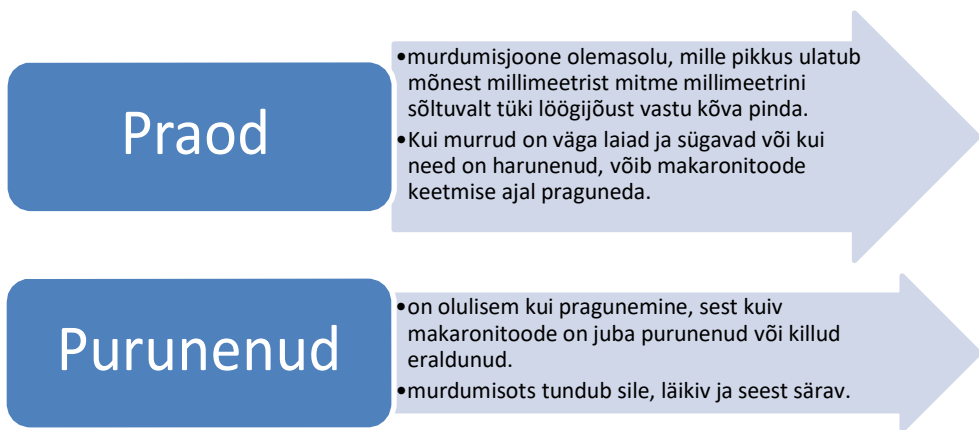 Praod
•murdumisjoone olemasolu, mille pikkus ulatub
mõnest millimeetrist mitme millimeetrini
sõltuvalt tüki löögijõust vastu kõva pinda.
•Kui murrud on väga laiad ja sügavad või kui
need on harunenud, võib makaronitoode
keetmise ajal praguneda.
Purunenud
•on olulisem kui pragunemine, sest kuiv
makaronitoode on juba purunenud või killud
eraldunud.
•murdumisots tundub sile, läikiv ja seest särav.